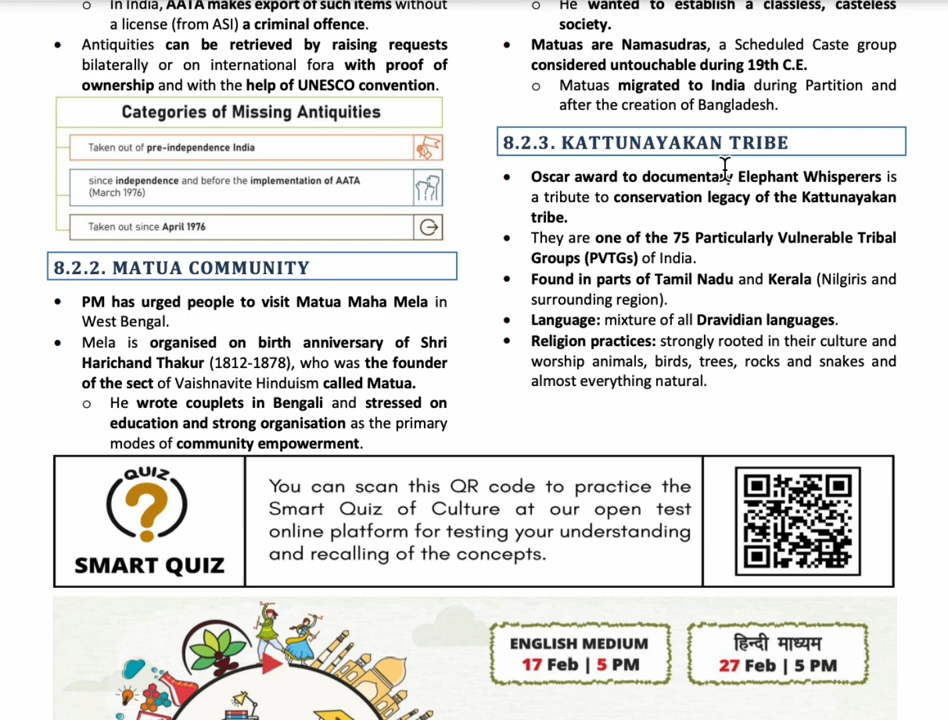 o In India, AATA makes export of such items without
a license (from ASI) a criminal offence.
• Antiquities can be retrieved by raising requests
bilaterally or on international fora with proof of
ownership and with the help of UNESCO convention.
Categories of Missing Antiquities
Taken out of pre-independence India
since independence and before the implementation of AATA
(March 1976)
Taken out since April 1976
8.2.2. MATUA COMMUNITY
• PM has urged people to visit Matua Maha Mela in
West Bengal.
• Mela is organised on birth anniversary of Shri
Harichand Thakur (1812-1878), who was the founder
of the sect of Vaishnavite Hinduism called Matua.
o He wrote couplets in Bengali and stressed on
education and strong organisation as the primary
modes of community empowerment.
o He wanted to establish a classless, casteless
society.
• Matuas are Namasudras, a Scheduled Caste group
considered untouchable during 19th C.E.
o Matuas migrated to India during Partition and
after the creation of Bangladesh.
8.2.3. KATTUNAYAKAN TRIBE
• Oscar award to documentary Elephant Whisperers is
a tribute to conservation legacy of the Kattunayakan
tribe.
• They are one of the 75 Particularly Vulnerable Tribal
Groups (PVTGs) of India.
• Found in parts of Tamil Nadu and Kerala (Nilgiris and
surrounding region).
• Language: mixture of all Dravidian languages.
• Religion practices: strongly rooted in their culture and
worship animals, birds, trees, rocks and snakes and
almost everything natural.
QUIZ
SMART QUIZ
You can scan this QR code to practice the
Smart Quiz of Culture at our open test
online platform for testing your understanding
and recalling of the concepts.
ENGLISH MEDIUM
17 Feb | 5 PM
हिन्दी माध्यम
27 Feb | 5 PM